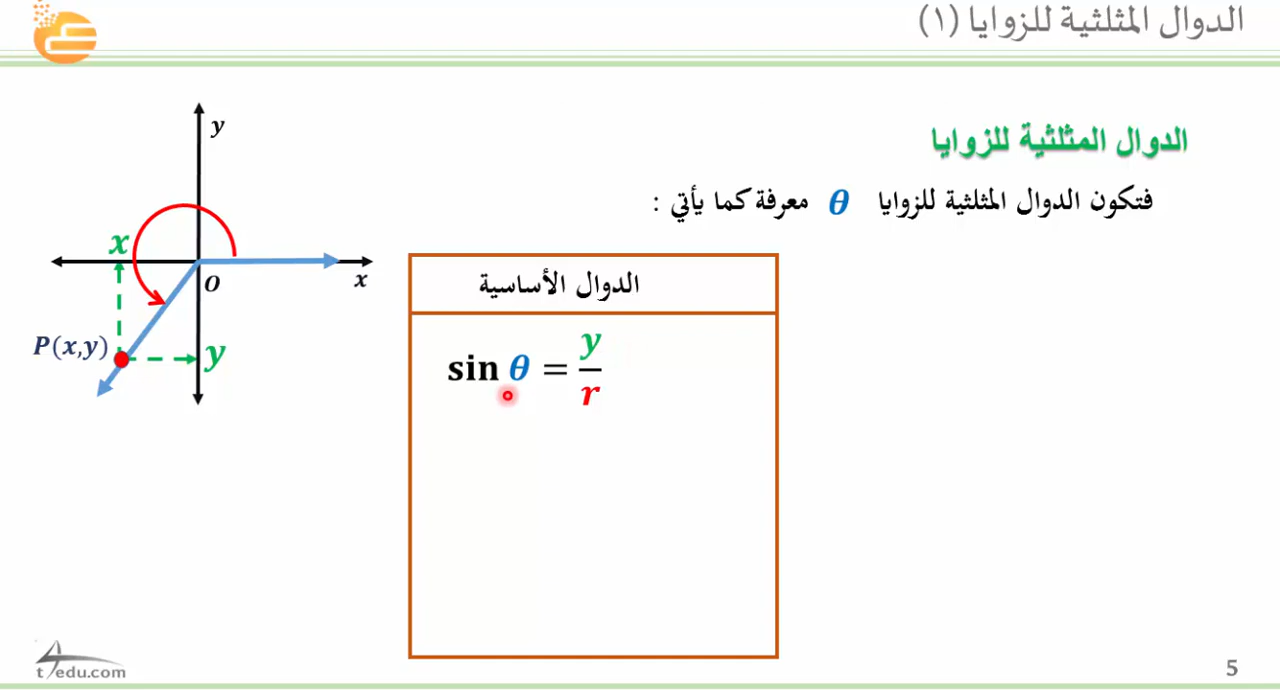 الدوال المثلثية للزوايا (١)
الدوال المثلثية للزوايا
فتكون الدوال المثلثية للزوايا θ معرفة كما يأتي :
y
x
x
O
P(x,y)
y
الدوال الأساسية
sin θ = y/r
t4edu.com
5